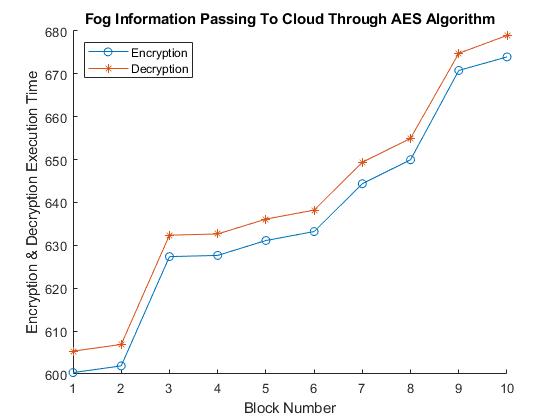 Fog Information Passing To Cloud Through AES Algorithm
Encryption
Decryption
Encryption & Decryption Execution Time
680
670
660
650
640
630
620
610
600
1 2 3 4 5 6 7 8 9 10
Block Number